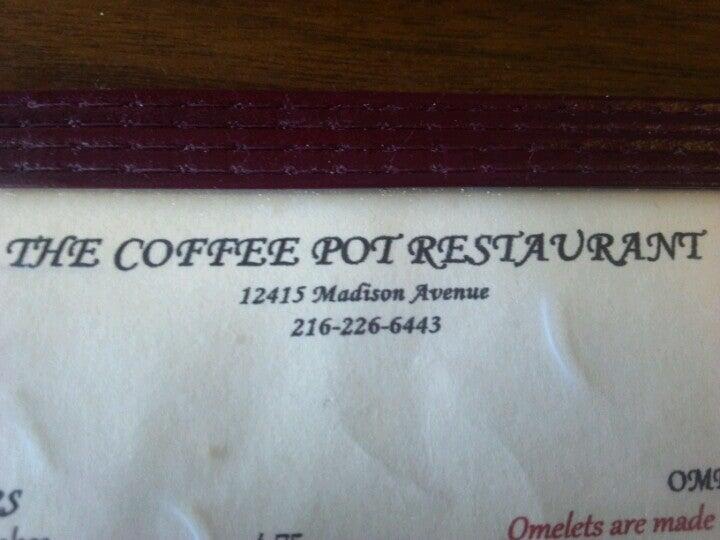 THE COFFEE POT RESTAURANT
12415 Madison Avenue
216-226-6443
Omelets are made